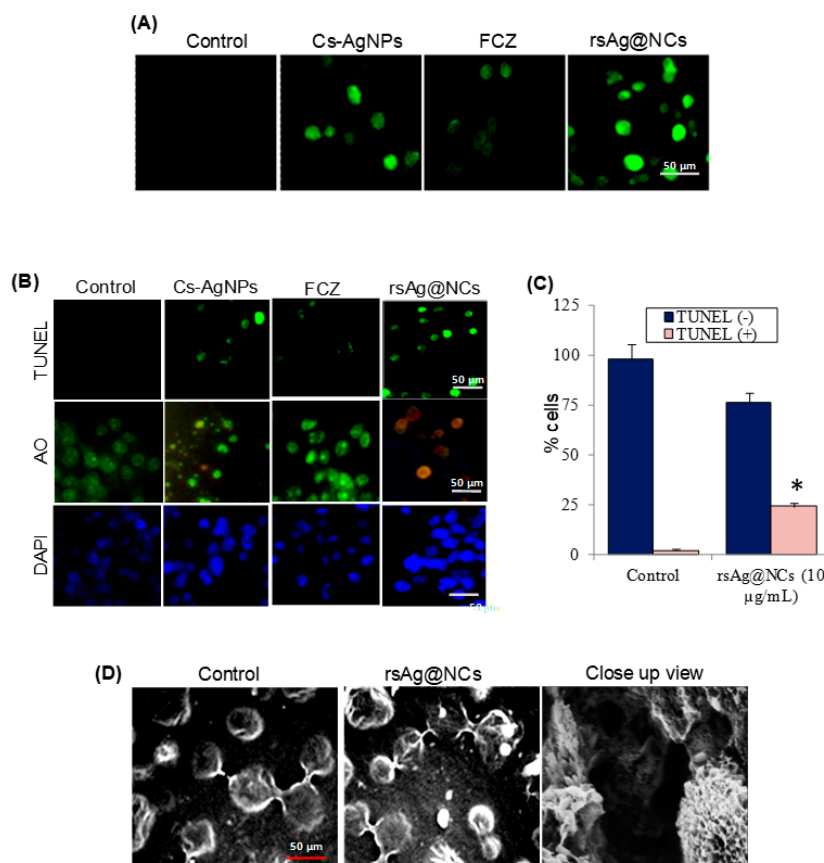 (A)
Control Cs-AgNPs FCZ rsAg@NCs
50 µm
(B)
Control Cs-AgNPs FCZ rsAg@NCs
TUNEL
50 µm
AO
50 µm
DAPI
(C)
TUNEL (-)
TUNEL (+)
% cells
125
100
75
50
25
0
*
Control
rsAg@NCs (10
µg/mL)
(D)
Control rsAg@NCs Close up view
50 µm